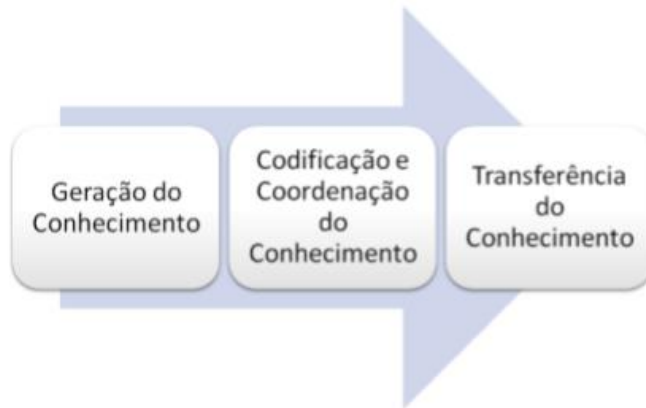 Geração do
Conhecimento
Codificação e
Coordenação
do
Conhecimento
Transferência
do
Conhecimento